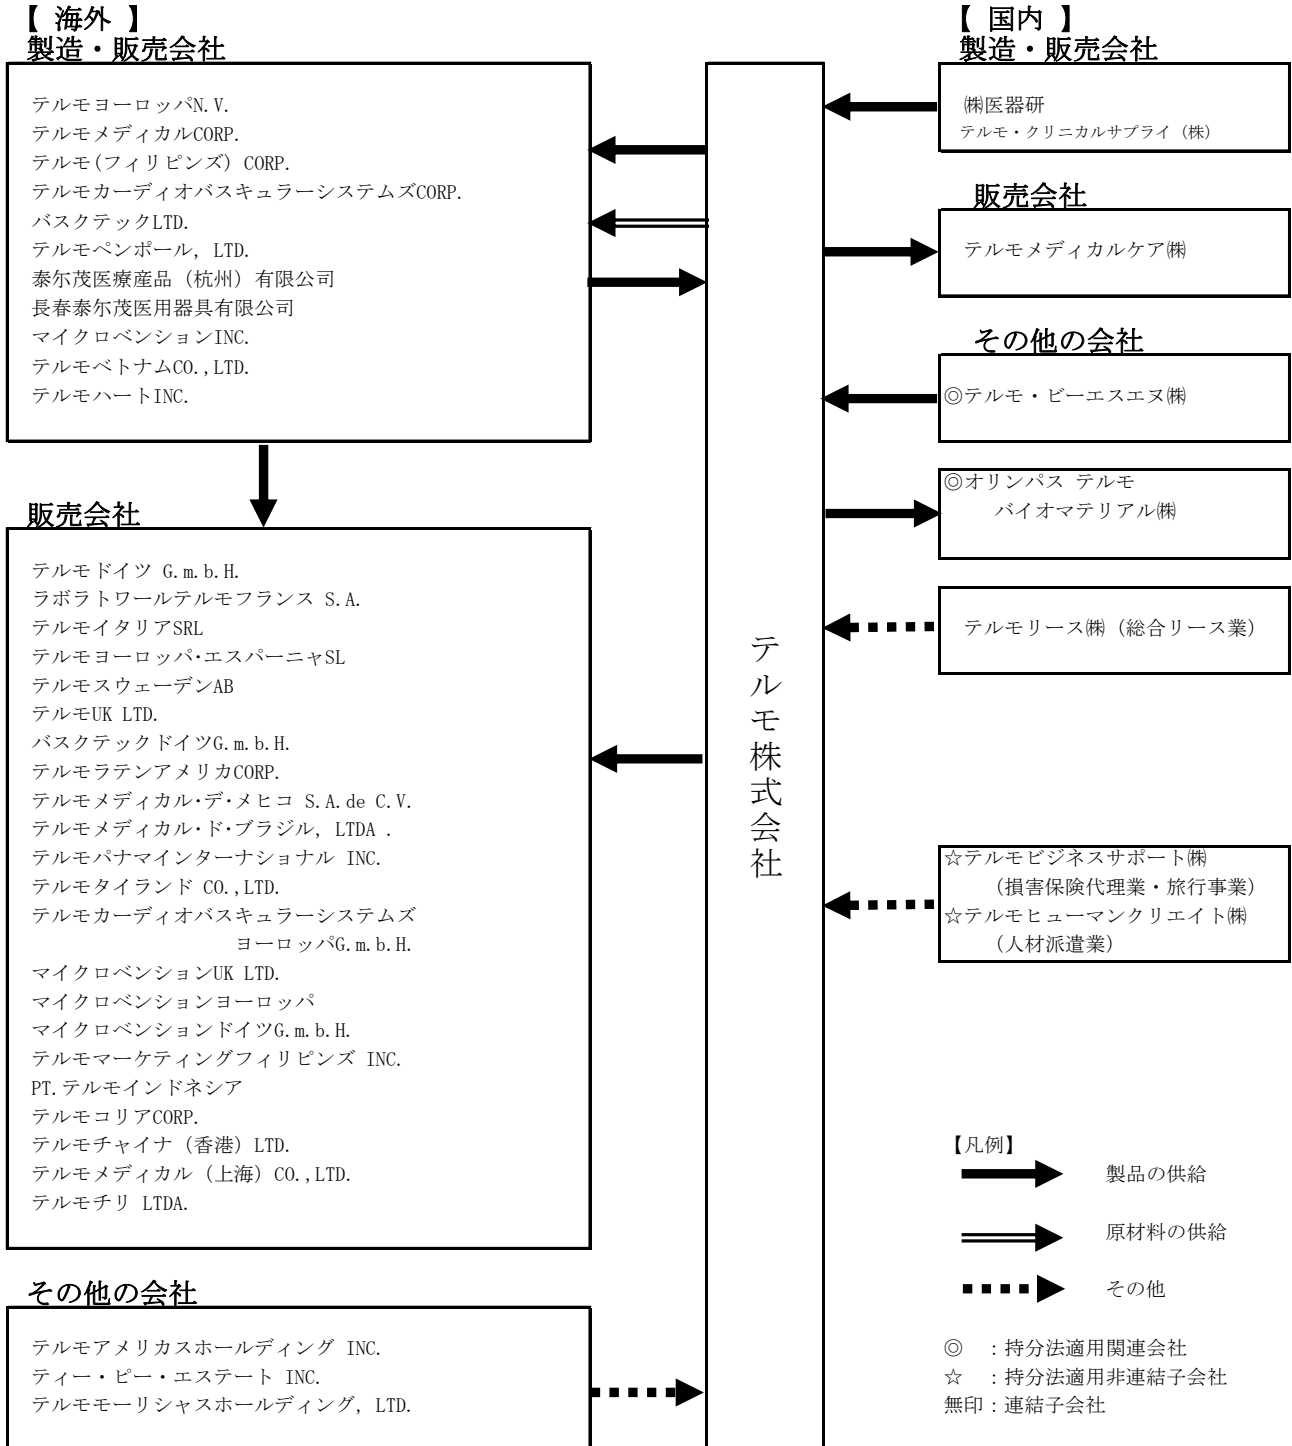 【 海外 】
製造・販売会社
テルモヨーロッパN.V.
テルモメディカルCORP.
テルモ(フィリピンズ) CORP.
テルモカーディオバスキュラーシステムズCORP.
バスクテックLTD.
テルモペンポール, LTD.
泰尓茂医療産品（杭州）有限公司
長春泰尓茂医用器具有限公司
マイクロベンションINC.
テルモベトナムCO.,LTD.
テルモハートINC.
販売会社
テルモドイツ G.m.b.H.
ラボラトワールテルモフランス S.A.
テルモイタリアSRL
テルモヨーロッパ･エスパーニャSL
テルモスウェーデンAB
テルモUK LTD.
バスクテックドイツG.m.b.H.
テルモラテンアメリカCORP.
テルモメディカル･デ･メヒコ S.A.de C.V.
テルモメディカル･ド･ブラジル, LTDA .
テルモパナマインターナショナル INC.
テルモタイランド CO.,LTD.
テルモカーディオバスキュラーシステムズ
ヨーロッパG.m.b.H.
マイクロベンションUK LTD.
マイクロベンションヨーロッパ
マイクロベンションドイツG.m.b.H.
テルモマーケティングフィリピンズ INC.
PT.テルモインドネシア
テルモコリアCORP.
テルモチャイナ（香港）LTD.
テルモメディカル（上海）CO.,LTD.
テルモチリ LTDA.
その他の会社
テルモアメリカスホールディング INC.
ティー・ピー・エステート INC.
テルモモーリシャスホールディング, LTD.
テルモ株式会社
【 国内 】
製造・販売会社
㈱医器研
テルモ・クリニカルサプライ（株）
販売会社
テルモメディカルケア㈱
その他の会社
◎テルモ・ビーエスエヌ㈱
◎オリンパス テルモ
バイオマテリアル㈱
テルモリース㈱（総合リース業）
☆テルモビジネスサポート㈱
（損害保険代理業・旅行事業）
☆テルモヒューマンクリエイト㈱
（人材派遣業）
【凡例】
製品の供給
原材料の供給
その他
◎ ：持分法適用関連会社
☆ ：持分法適用非連結子会社
無印：連結子会社